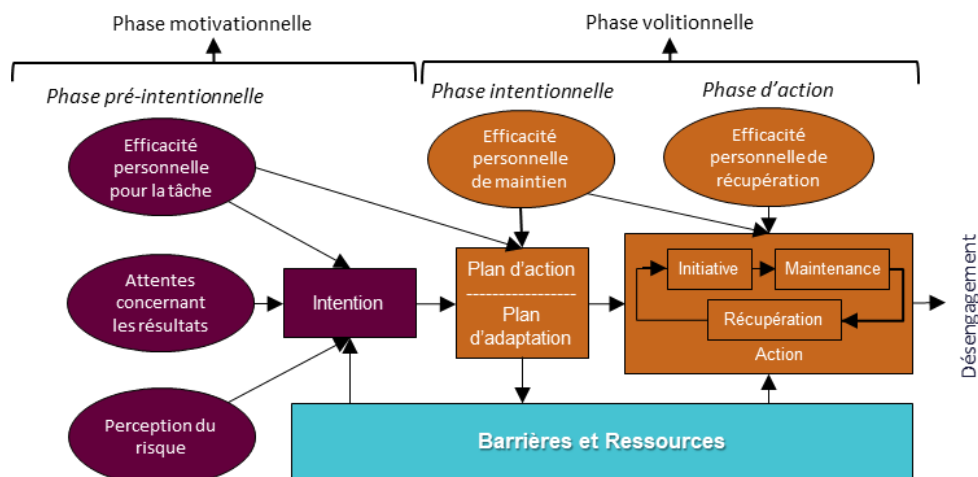 Phase motivationnelle
Phase volitionnelle
Phase pré-intentionnelle
Phase intentionnelle
Phase d’action
Efficacité
personnelle
pour la tâche
Efficacité
personnelle
de maintien
Efficacité
personnelle de
récupération
Attentes
concernant
les résultats
Intention
Plan d’action
Plan
d’adaptation
Initiative
Maintenance
Récupération
Action
Désengagement
Perception du
risque
Barrières et Ressources